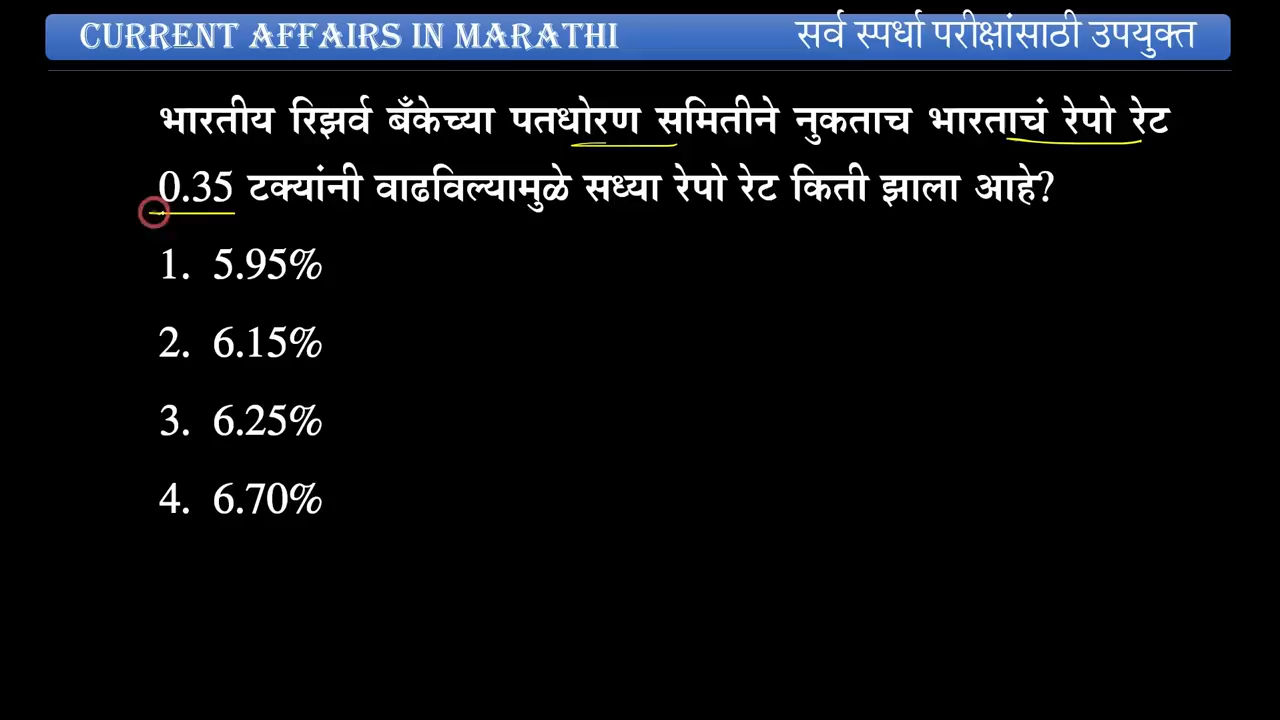 CURRENT AFFAIRS IN MARATHI
सर्व स्पर्धा परीक्षांसाठी उपयुक्त
भारतीय रिझर्व बँकेच्या पतधोरण समितीने नुकताच भारताचं रेपो रेट
0.35 टक्यांनी वाढविल्यामुळे सध्या रेपो रेट किती झाला आहे?
1. 5.95%
2. 6.15%
3. 6.25%
4. 6.70%